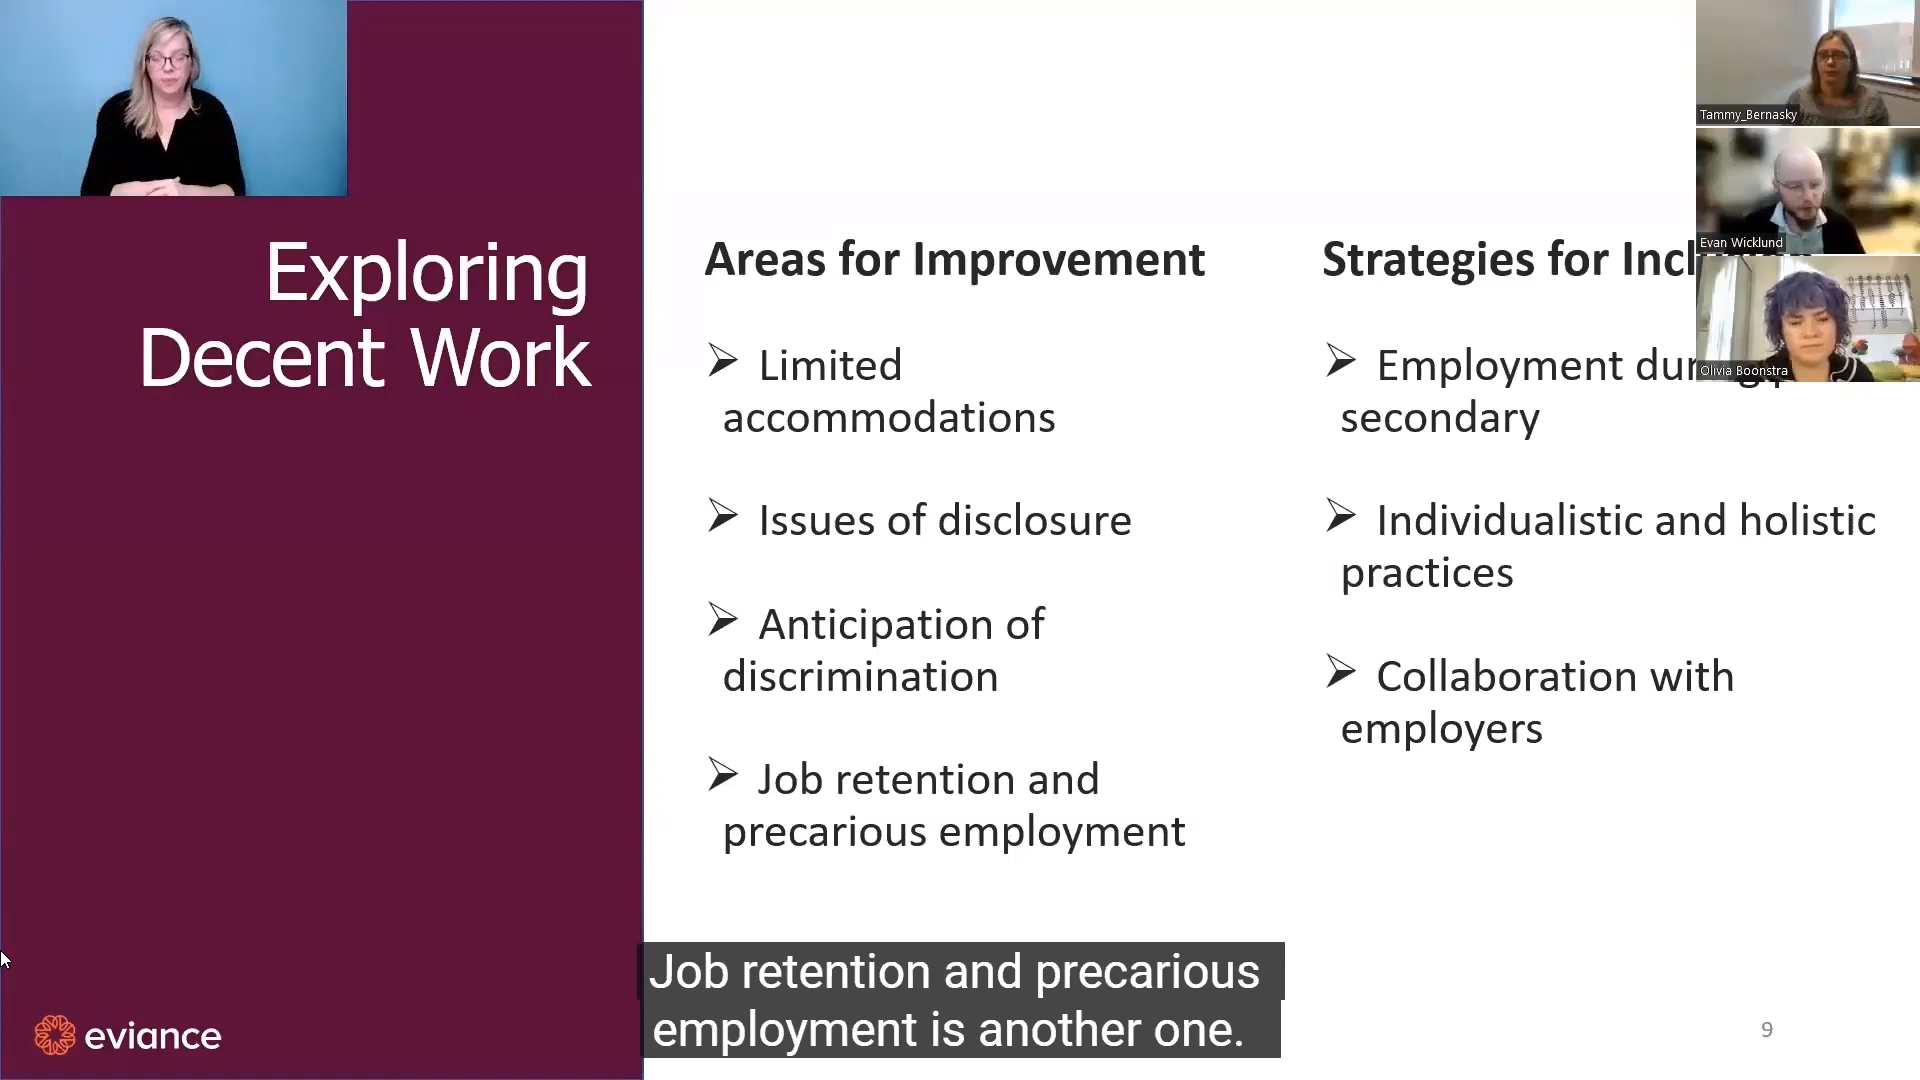 Exploring
Decent Work
Areas for Improvement
Limited
accommodations
Issues of disclosure
Anticipation of
discrimination
Job retention and
precarious employment
Strategies for
Employment
secondary
Individualistic and holistic
practices
Collaboration with
employers
Tammy_Bernasky
Evan Wicklund
Olivia Boonstra
Job retention and precarious
employment is another one.
eviance
9